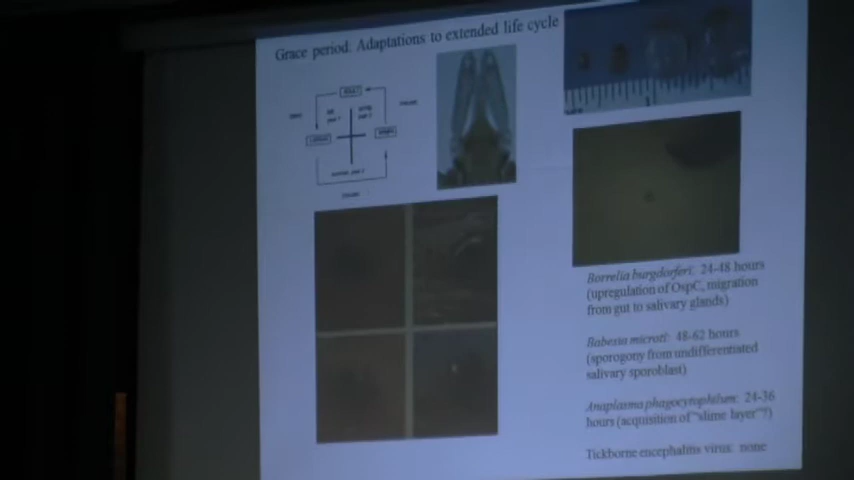 Grace period: Adaptations to extended life cycle
Borrelia burgdorferi: 24-48 hours
(upregulation of OspC, migration
from gut to salivary glands)
Babesia microti: 48-62 hours
(sporogony from undifferentiated
salivary sporoblast)
Anaplasma phagocytophilum: 24-36
hours (acquisition of "slime layer"?)
Tickborne encephalitis virus: none